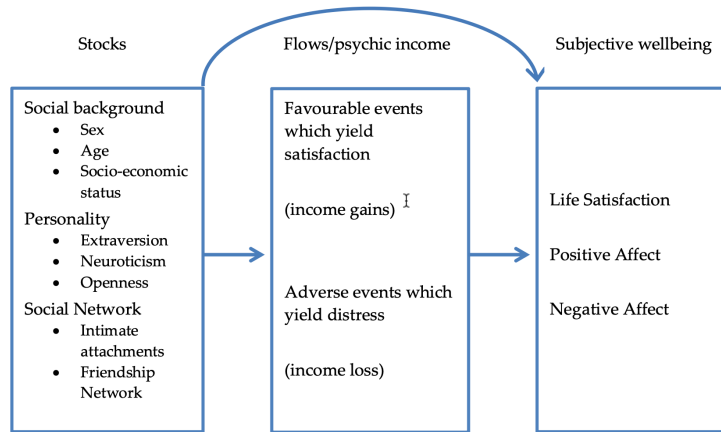 Stocks
Flows/psychic income
Subjective wellbeing
Social background
• Sex
• Age
• Socio-economic
status
Personality
• Extraversion
• Neuroticism
• Openness
Social Network
• Intimate
attachments
• Friendship
Network
Favourable events
which yield
satisfaction
(income gains)
Adverse events which
yield distress
(income loss)
Life Satisfaction
Positive Affect
Negative Affect